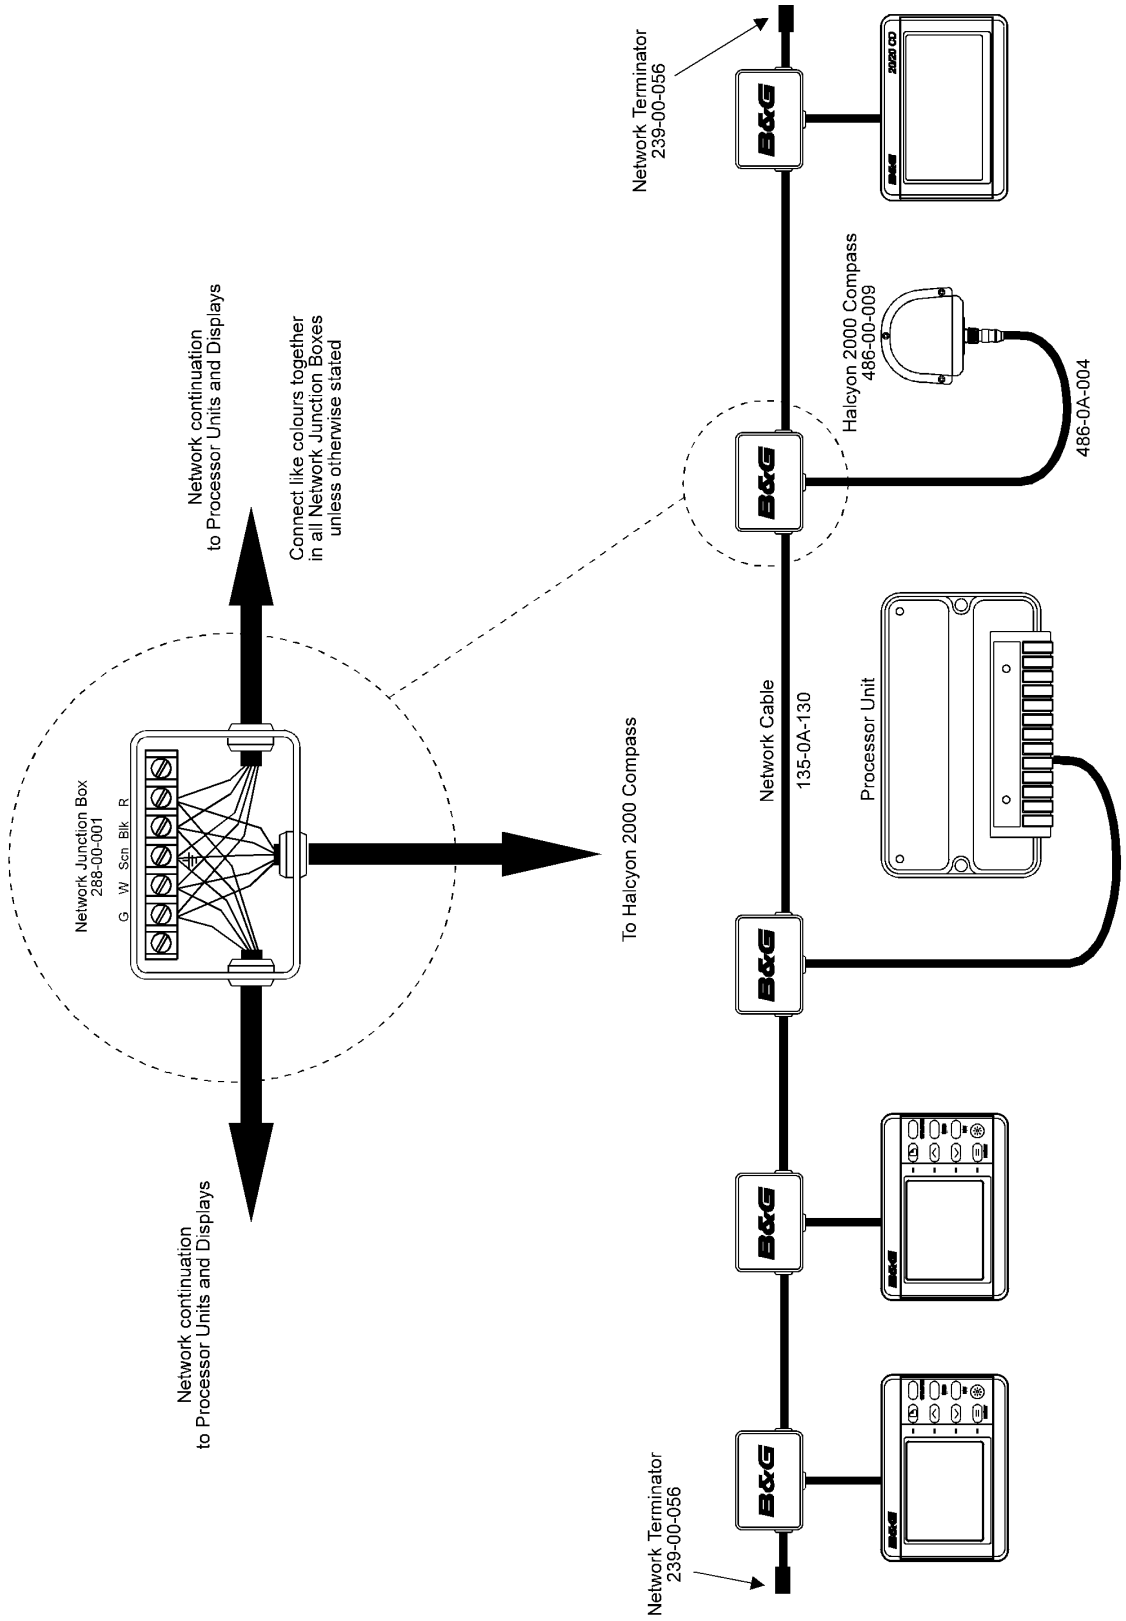 Network continuation
to Processor Units and Displays
Network Junction Box
288-00-001
G W Scn Blk R
Network continuation
to Processor Units and Displays
Connect like colours together
in all Network Junction Boxes
unless otherwise stated
To Halcyon 2000 Compass
Network Terminator
239-00-056
B&G
B&G
B&G
B&G
B&G
Network Cable
135-0A-130
Network Terminator
239-00-056
B&G
B&G
Processor Unit
Halcyon 2000 Compass
486-00-009
486-0A-004
B&G
20/20 CD